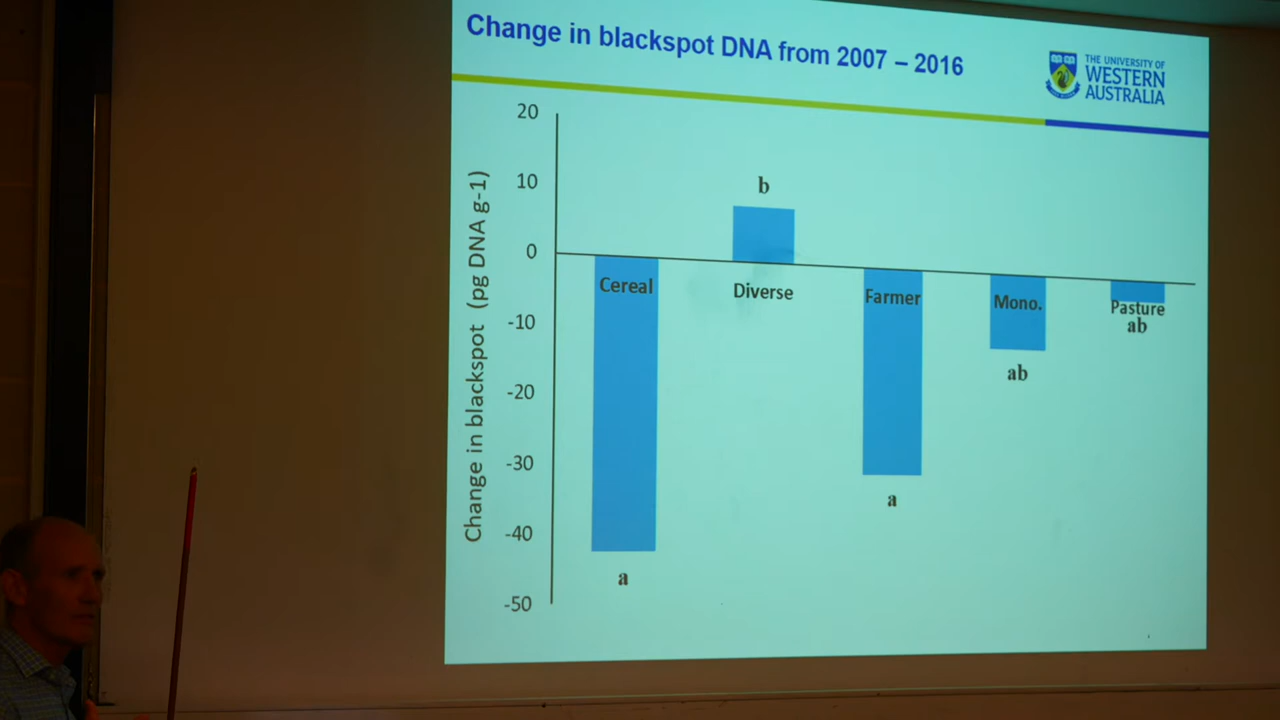 Change in blackspot DNA from 2007 – 2016
THE UNIVERSITY OF
WESTERN
AUSTRALIA
Change in blackspot (pg DNA g-1)
20
10
0
-10
-20
-30
-40
-50
b
Cereal
Diverse
Farmer
Mono.
Pasture
ab
ab
a
a